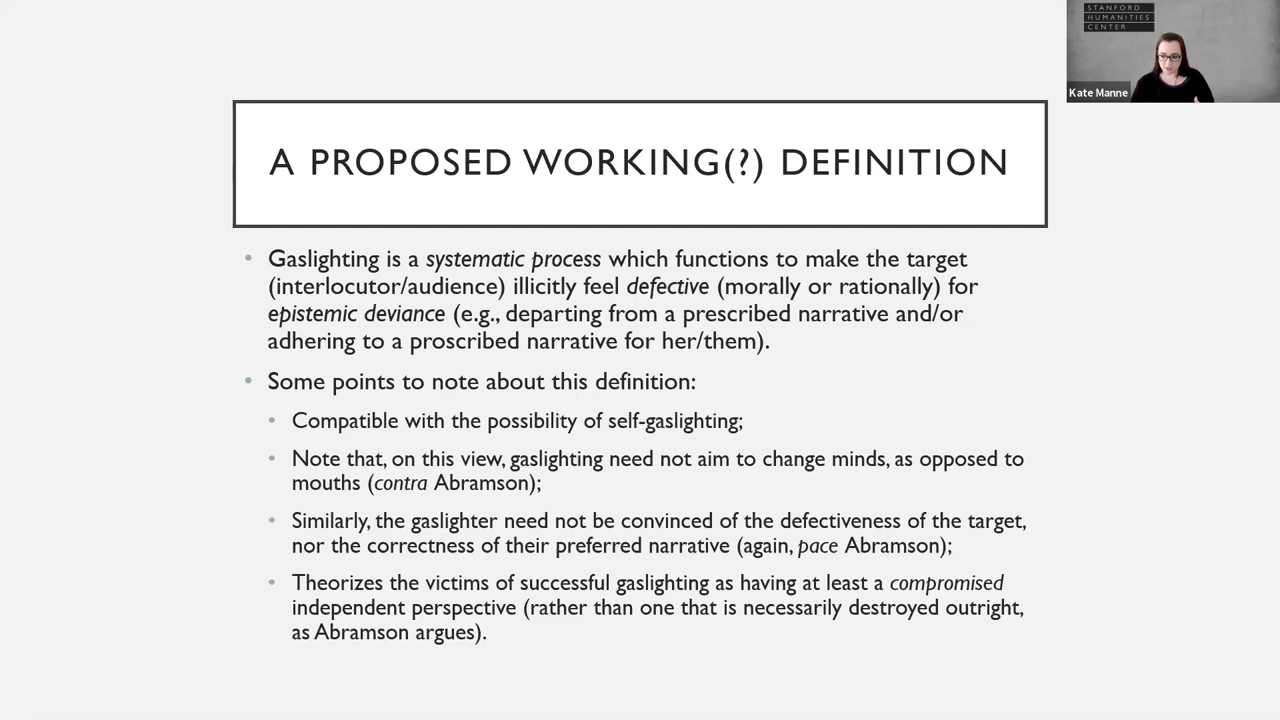 STANFORD
HUMANITIES
CENTER
Kate Manne
A PROPOSED WORKING(?) DEFINITION
• Gaslighting is a systematic process which functions to make the target
(interlocutor/audience) illicitly feel defective (morally or rationally) for
epistemic deviance (e.g., departing from a prescribed narrative and/or
adhering to a proscribed narrative for her/them).
• Some points to note about this definition:
• Compatible with the possibility of self-gaslighting;
• Note that, on this view, gaslighting need not aim to change minds, as opposed to
mouths (contra Abramson);
• Similarly, the gaslighter need not be convinced of the defectiveness of the target,
nor the correctness of their preferred narrative (again, pace Abramson);
• Theorizes the victims of successful gaslighting as having at least a compromised
independent perspective (rather than one that is necessarily destroyed outright,
as Abramson argues).